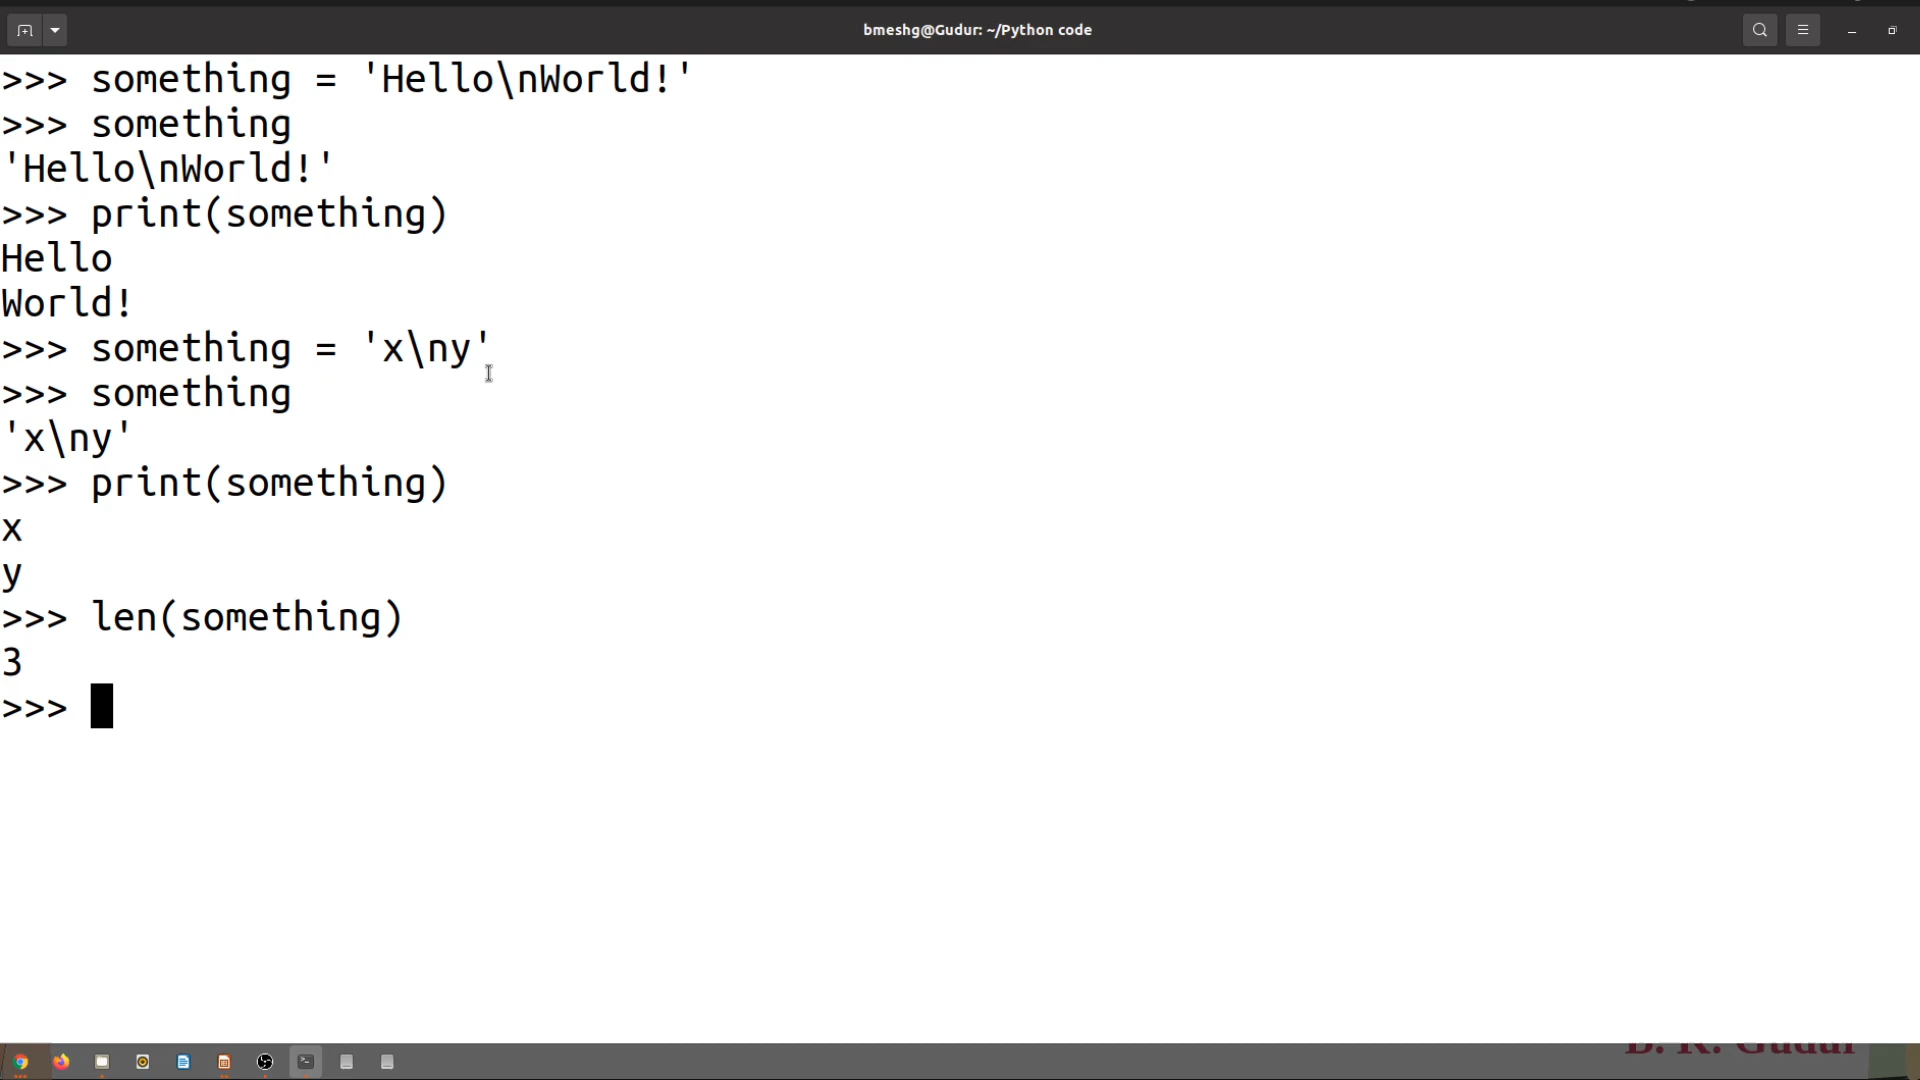 bmeshg@Gudur: ~/Python code
>>> something = 'Hello\nWorld!'
>>> something
'Hello\nWorld!'
>>> print(something)
Hello
World!
>>> something = 'x\ny'
>>> something
'x\ny'
>>> print(something)
x
y
>>> len(something)
3
>>>
B. R. Gudur